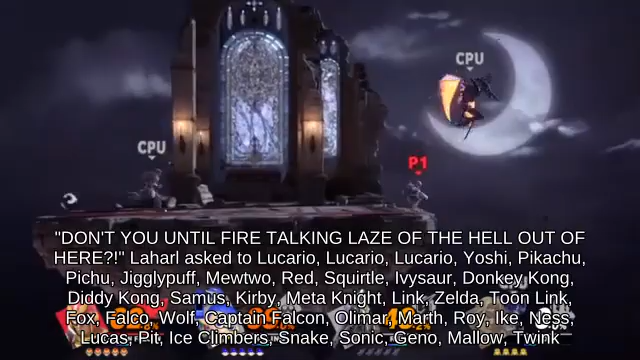 CPU
CPU
P1
"DON'T YOU UNTIL FIRE TALKING LAZE OF THE HELL OUT OF
HERE?!" Laharl asked to Lucario, Lucario, Lucario, Yoshi, Pikachu,
Pichu, Jigglypuff, Mewtwo, Red, Squirtle, Ivysaur, Donkey Kong,
Diddy Kong, Samus, Kirby, Meta Knight, Link, Zelda, Toon Link,
Fox, Falco, Wolf, Captain Falcon, Olimar, Marth, Roy, Ike, Ness,
Lucas, Pit, Ice Climbers, Snake, Sonic, Geno, Mallow, Twink